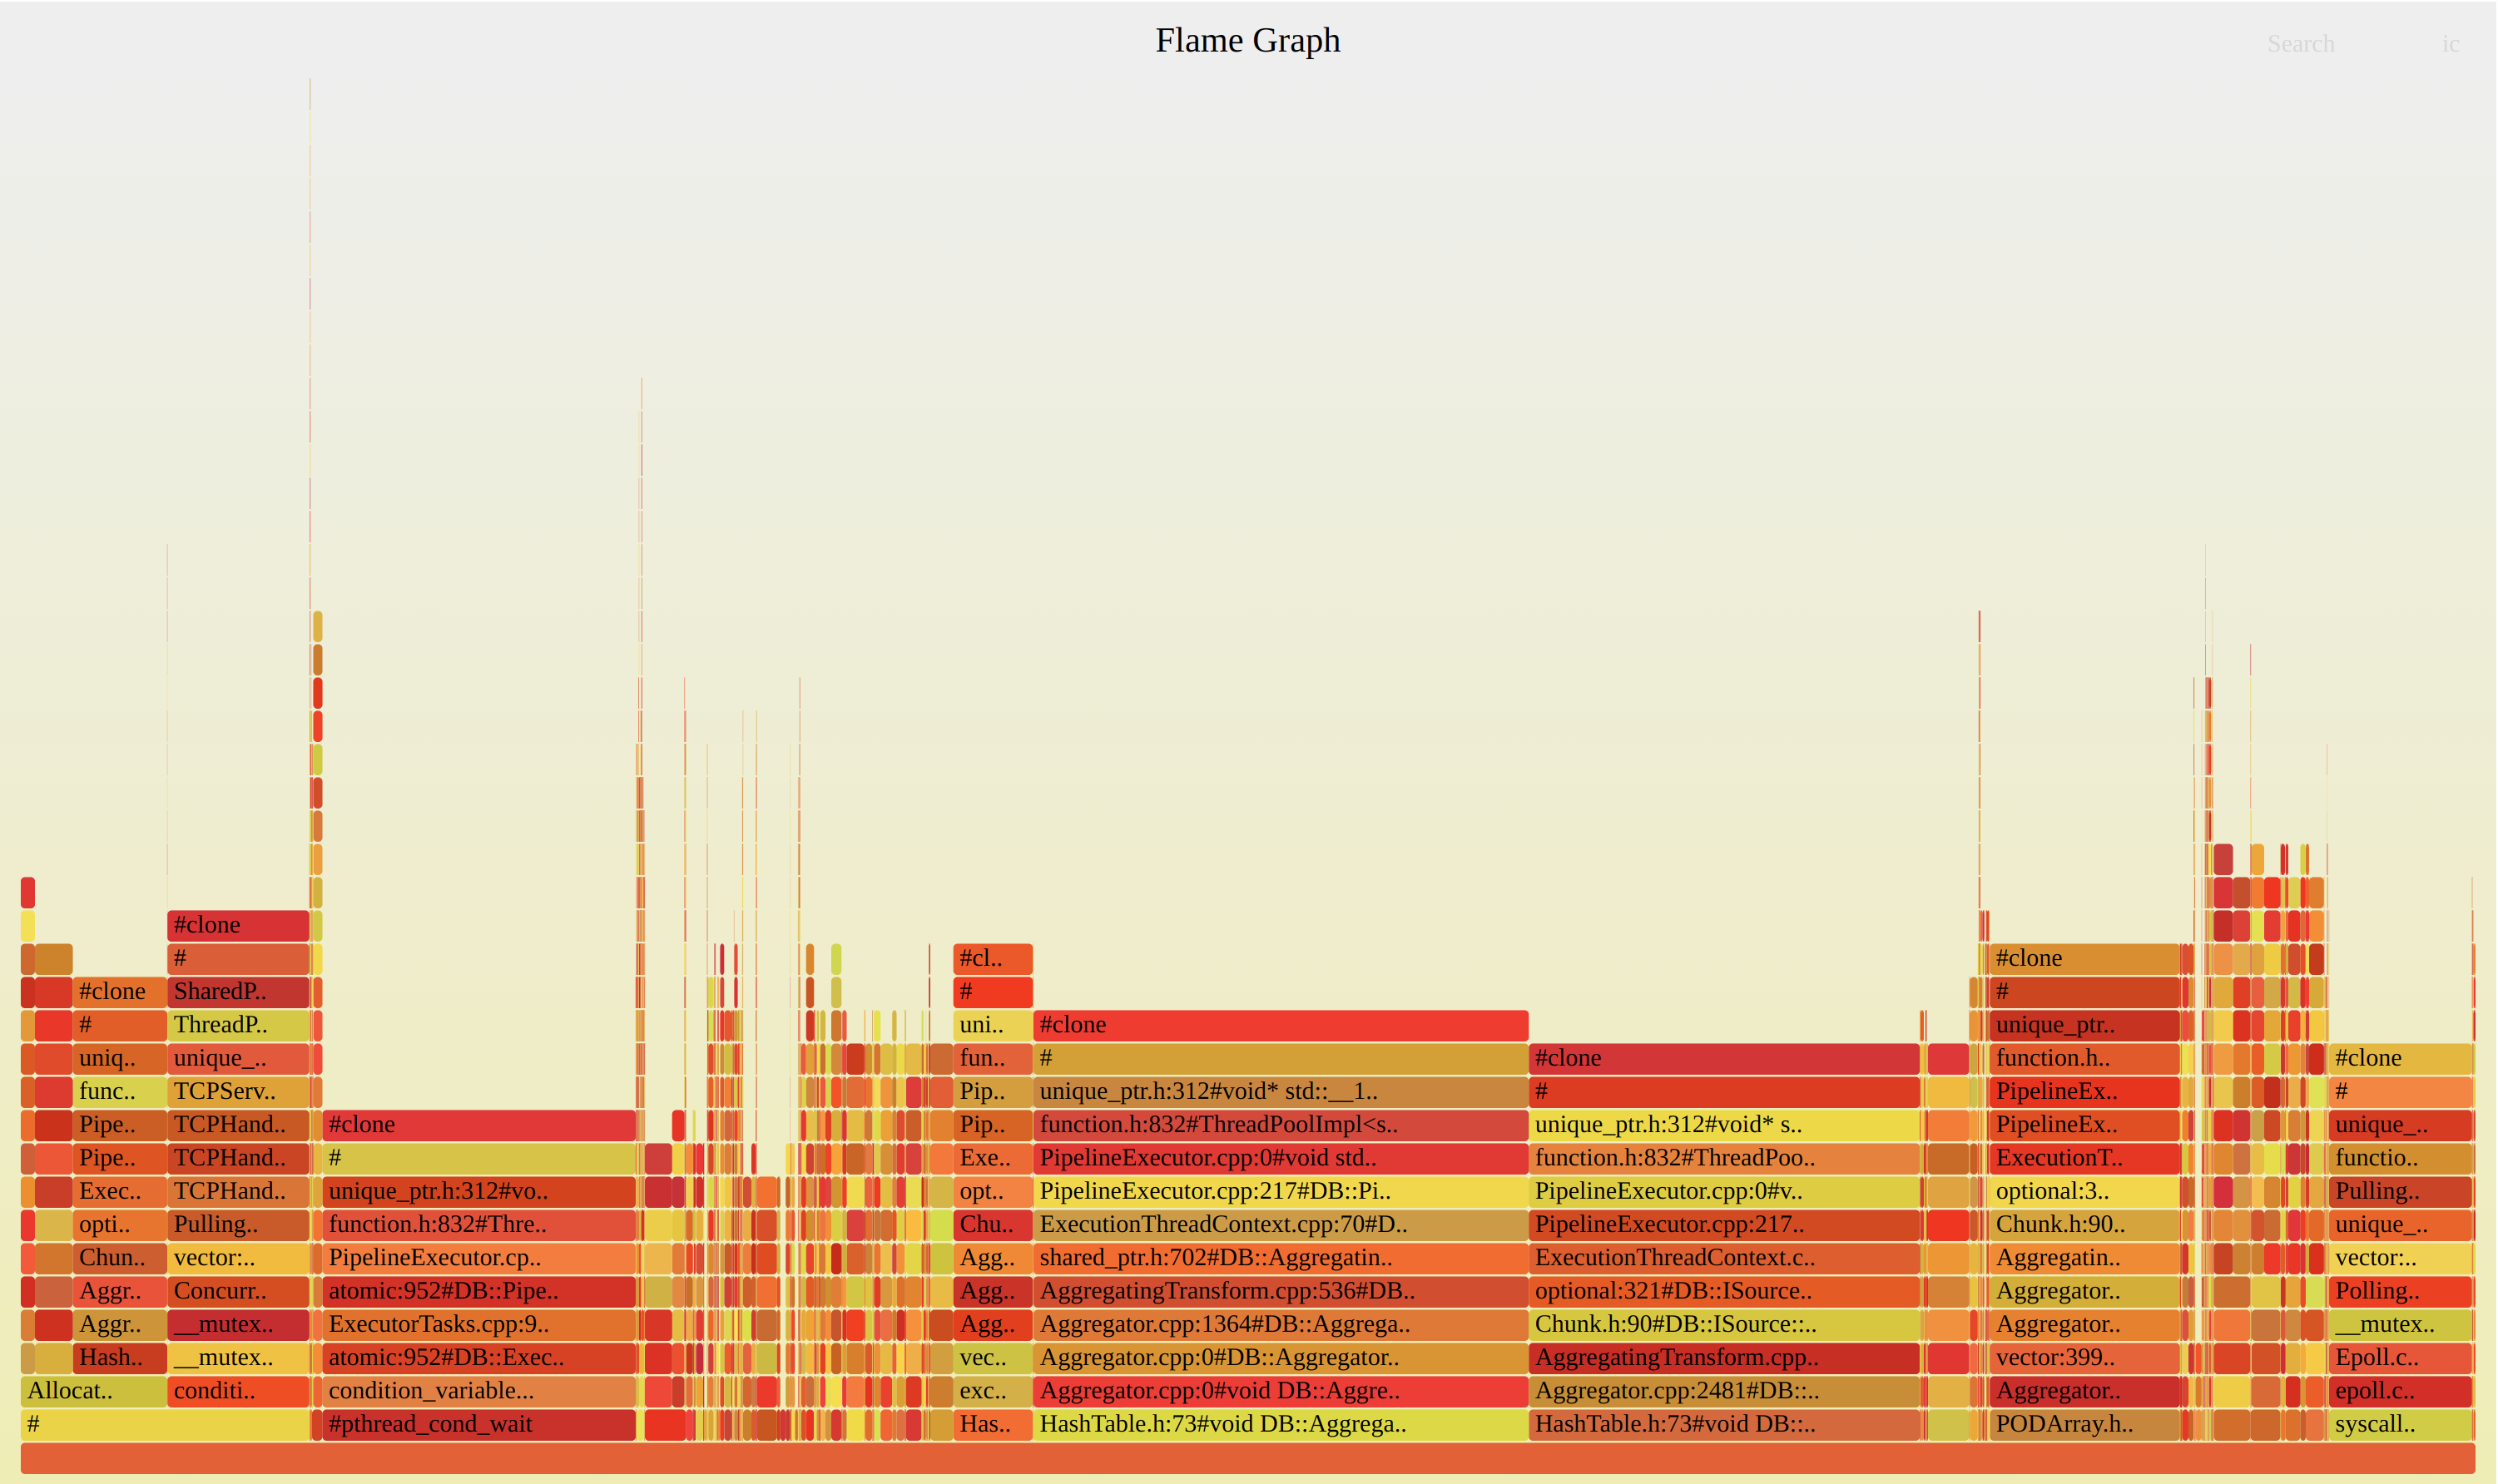 Flame Graph
Search
ic
#clone
#cl..
#
#clone
#clone
SharedP..
#
#
uni..
#clone
#
ThreadP..
unique_ptr..
uniq..
unique_..
fun..
#
#clone
function.h..
#clone
func..
TCPServ..
Pip..
unique_ptr.h:312#void* std::__1..
#
PipelineEx..
#
Pipe..
TCPHand..
#clone
Pip..
function.h:832#ThreadPoolImpl<s..
unique_ptr.h:312#void* s..
PipelineEx..
unique_..
Pipe..
TCPHand..
#
Exe..
PipelineExecutor.cpp:0#void std..
function.h:832#ThreadPoo..
ExecutionT..
functio..
Exec..
TCPHand..
unique_ptr.h:312#vo..
opt..
PipelineExecutor.cpp:217#DB::Pi..
PipelineExecutor.cpp:0#v..
optional:3..
Pulling..
opti..
Pulling..
function.h:832#Thre..
Chu..
ExecutionThreadContext.cpp:70#D..
PipelineExecutor.cpp:217..
Chunk.h:90..
unique_..
Chun..
vector:..
PipelineExecutor.cp..
Agg..
shared_ptr.h:702#DB::Aggregatin..
ExecutionThreadContext.c..
Aggregatin..
vector:..
Aggr..
Concurr..
atomic:952#DB::Pipe..
Agg..
AggregatingTransform.cpp:536#DB..
optional:321#DB::ISource..
Aggregator..
Polling..
Aggr..
__mutex..
ExecutorTasks.cpp:9..
Agg..
Aggregator.cpp:1364#DB::Aggrega..
Chunk.h:90#DB::ISource::..
Aggregator..
__mutex..
Hash..
__mutex..
atomic:952#DB::Exec..
vec..
Aggregator.cpp:0#DB::Aggregator..
AggregatingTransform.cpp..
vector:399..
Epoll.c..
Allocat..
conditi..
condition_variable...
exc..
Aggregator.cpp:0#void DB::Aggre..
Aggregator.cpp:2481#DB::..
Aggregator..
epoll.c..
#
#pthread_cond_wait
Has..
HashTable.h:73#void DB::Aggrega..
HashTable.h:73#void DB::..
PODArray.h..
syscall..